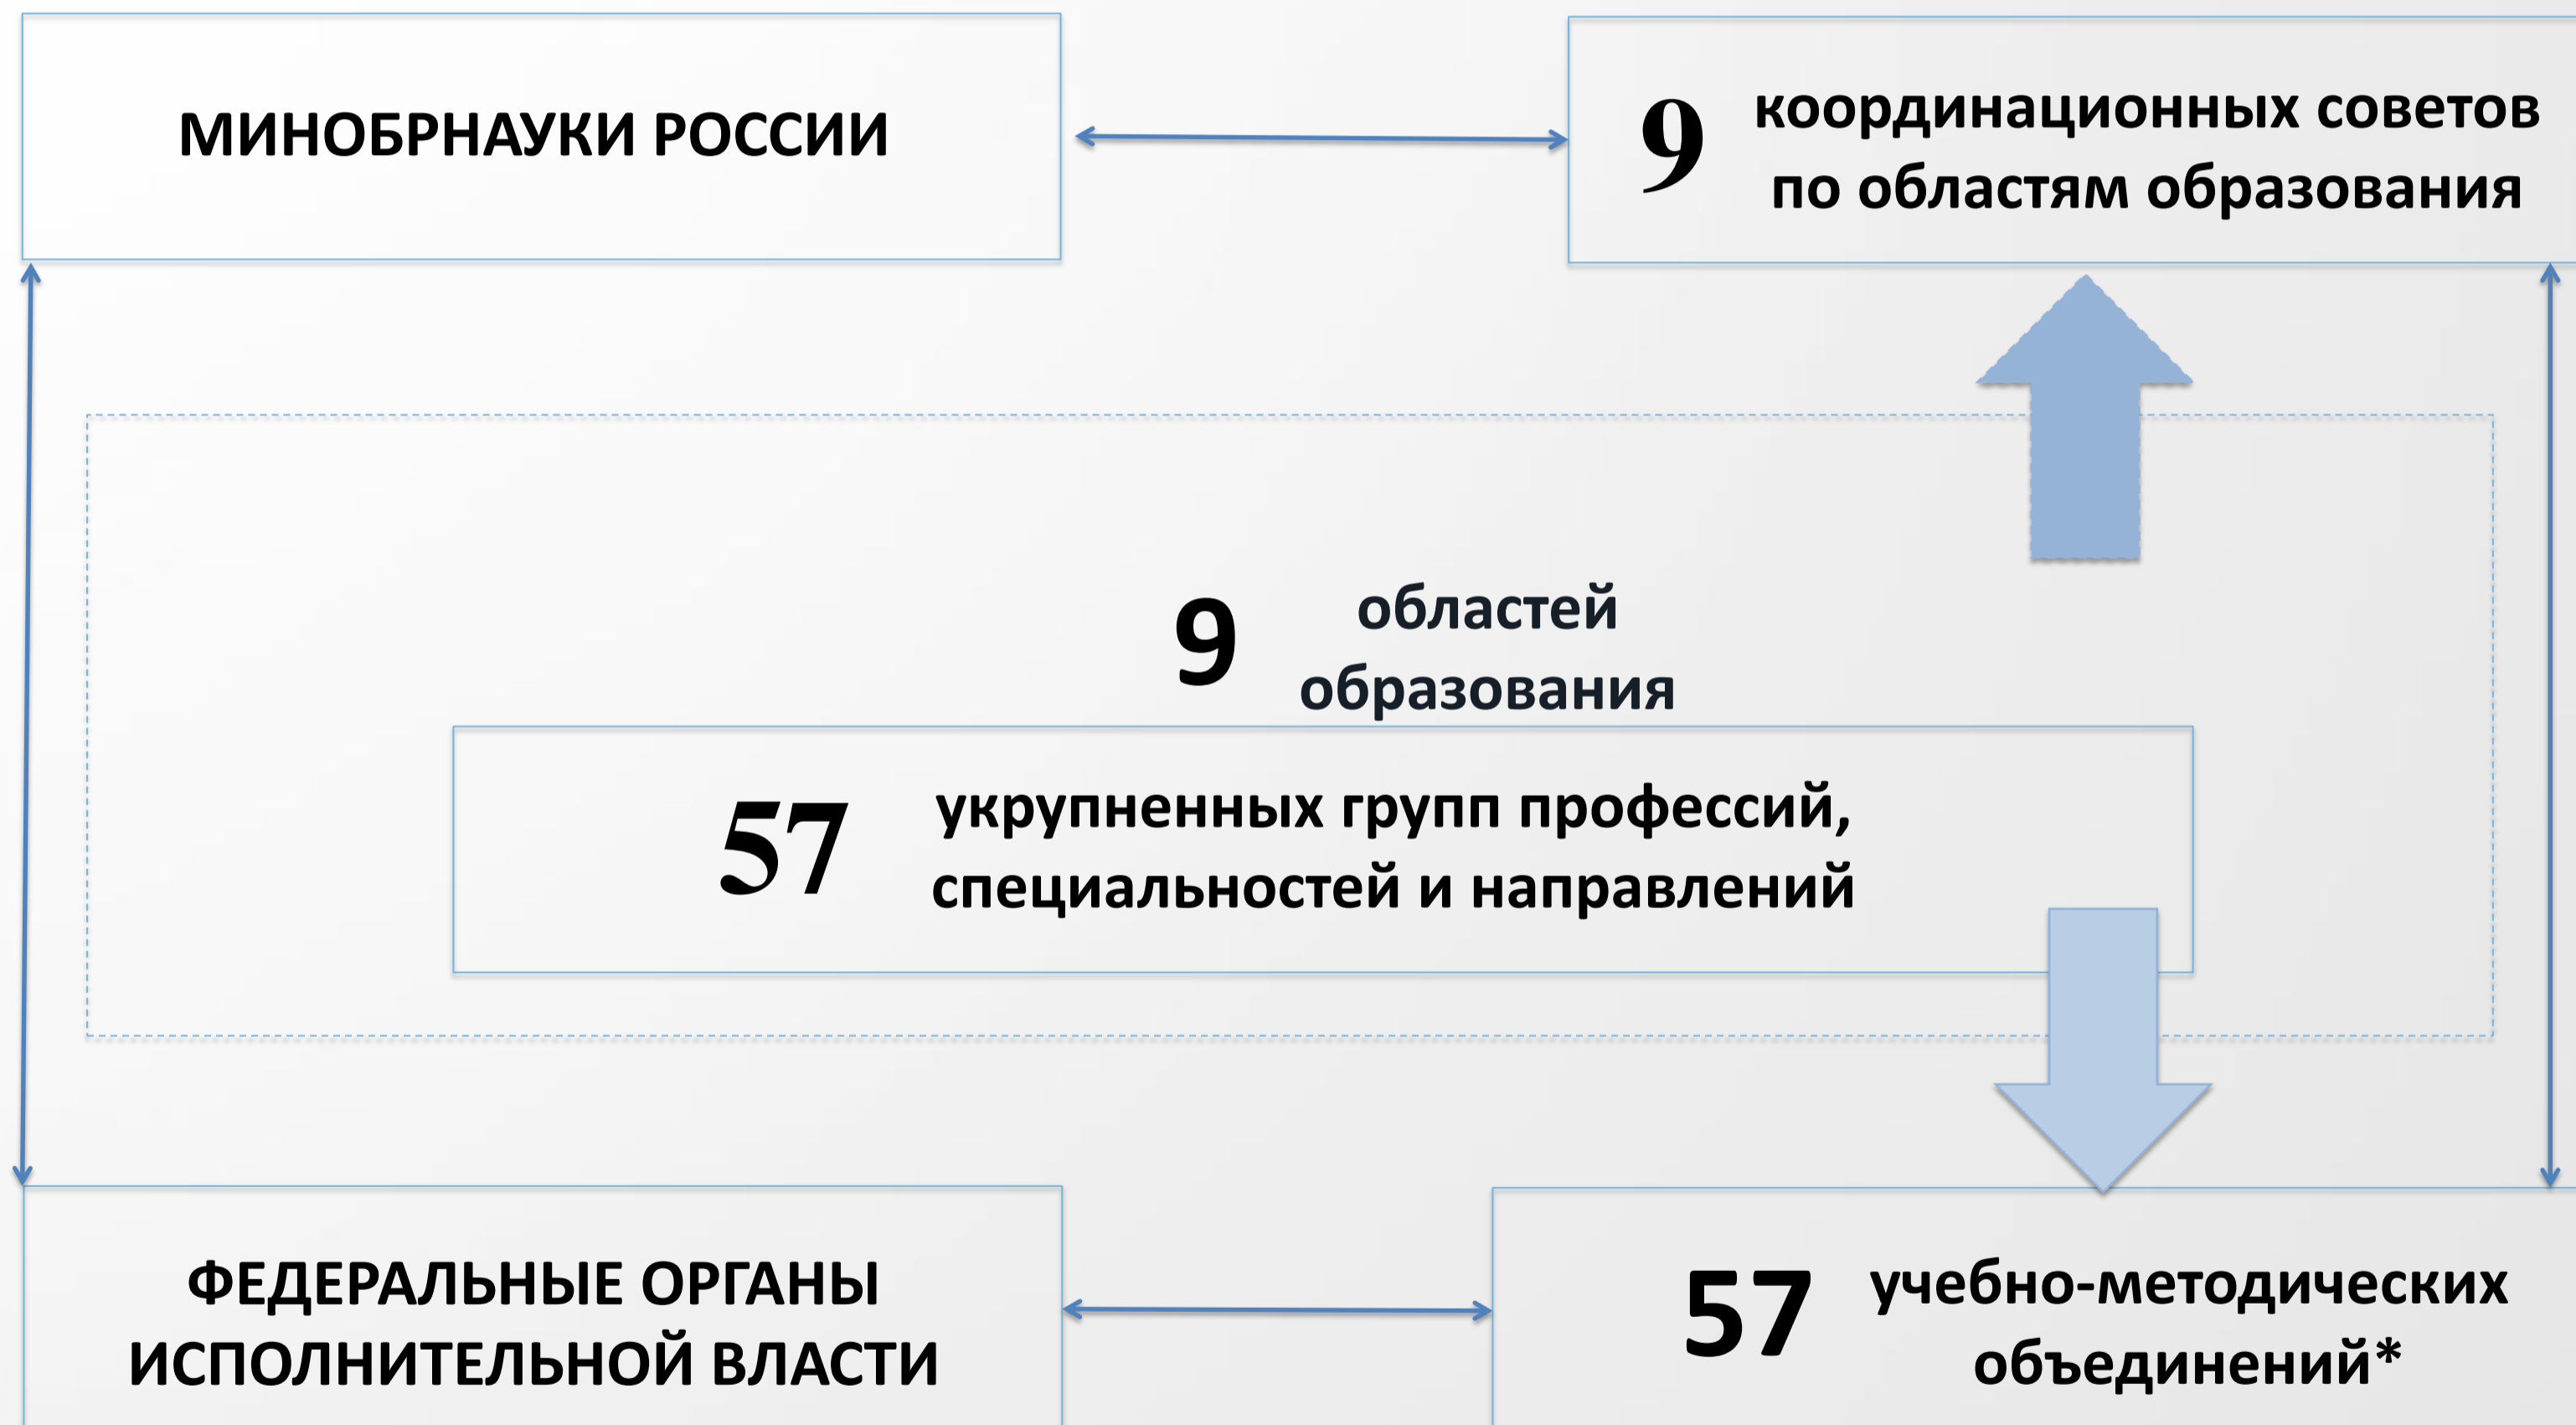 МИНОБРНАУКИ РОССИИ
9 координационных советов
по областям образования
9 областей
образования
57 укрупненных групп профессий,
специальностей и направлений
ФЕДЕРАЛЬНЫЕ ОРГАНЫ
ИСПОЛНИТЕЛЬНОЙ ВЛАСТИ
57 учебно-методических
объединений*